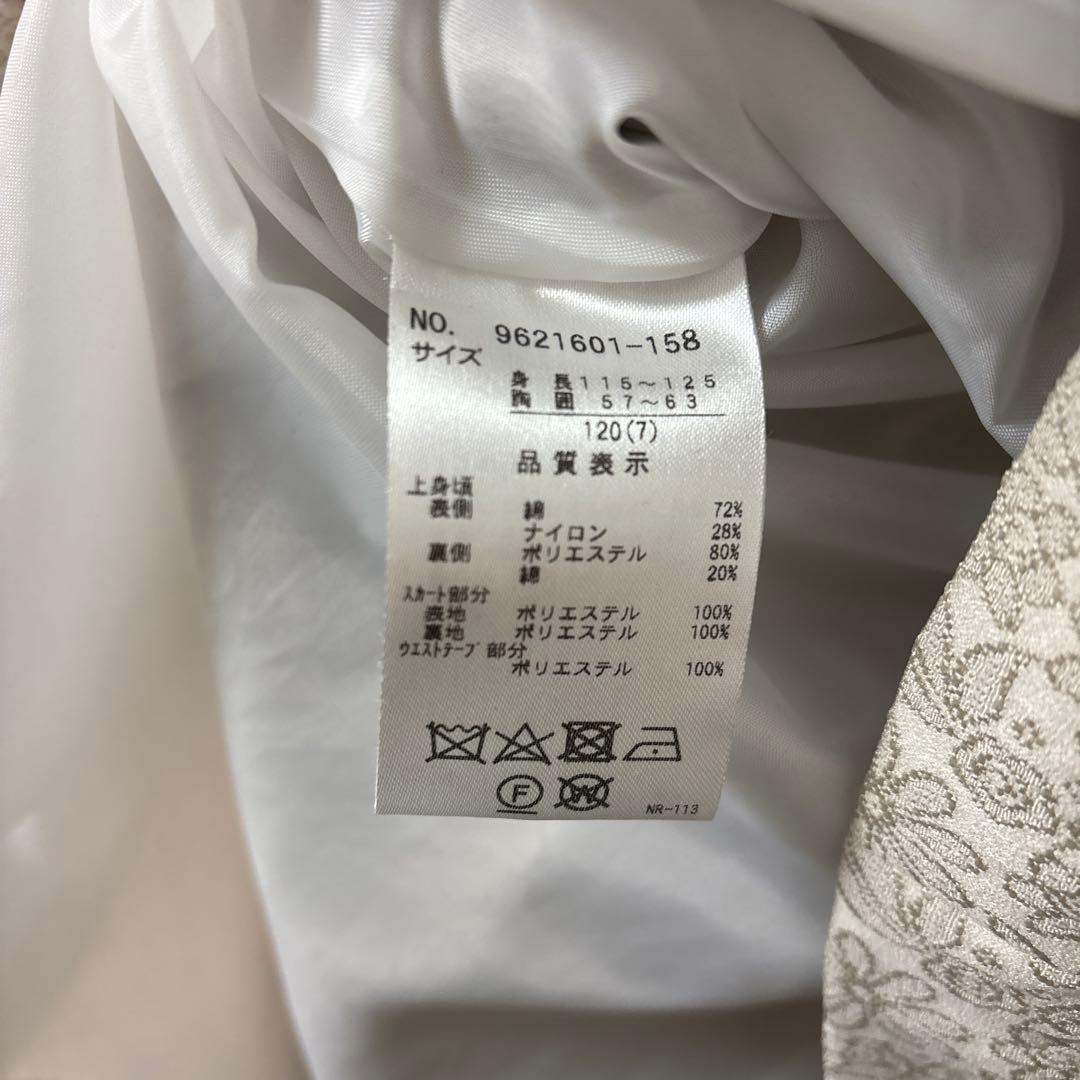 NO. 9621601-158
サイズ
身 長 115～125
胸 囲 57～63
120(7)
品質表示
上身頃
表側 綿 72%
ナイロン 28%
裏側 ポリエステル 80%
綿 20%
スカート部分
表地 ポリエステル 100%
裏地 ポリエステル 100%
ウエストテープ部分
ポリエステル 100%
F W NR-113